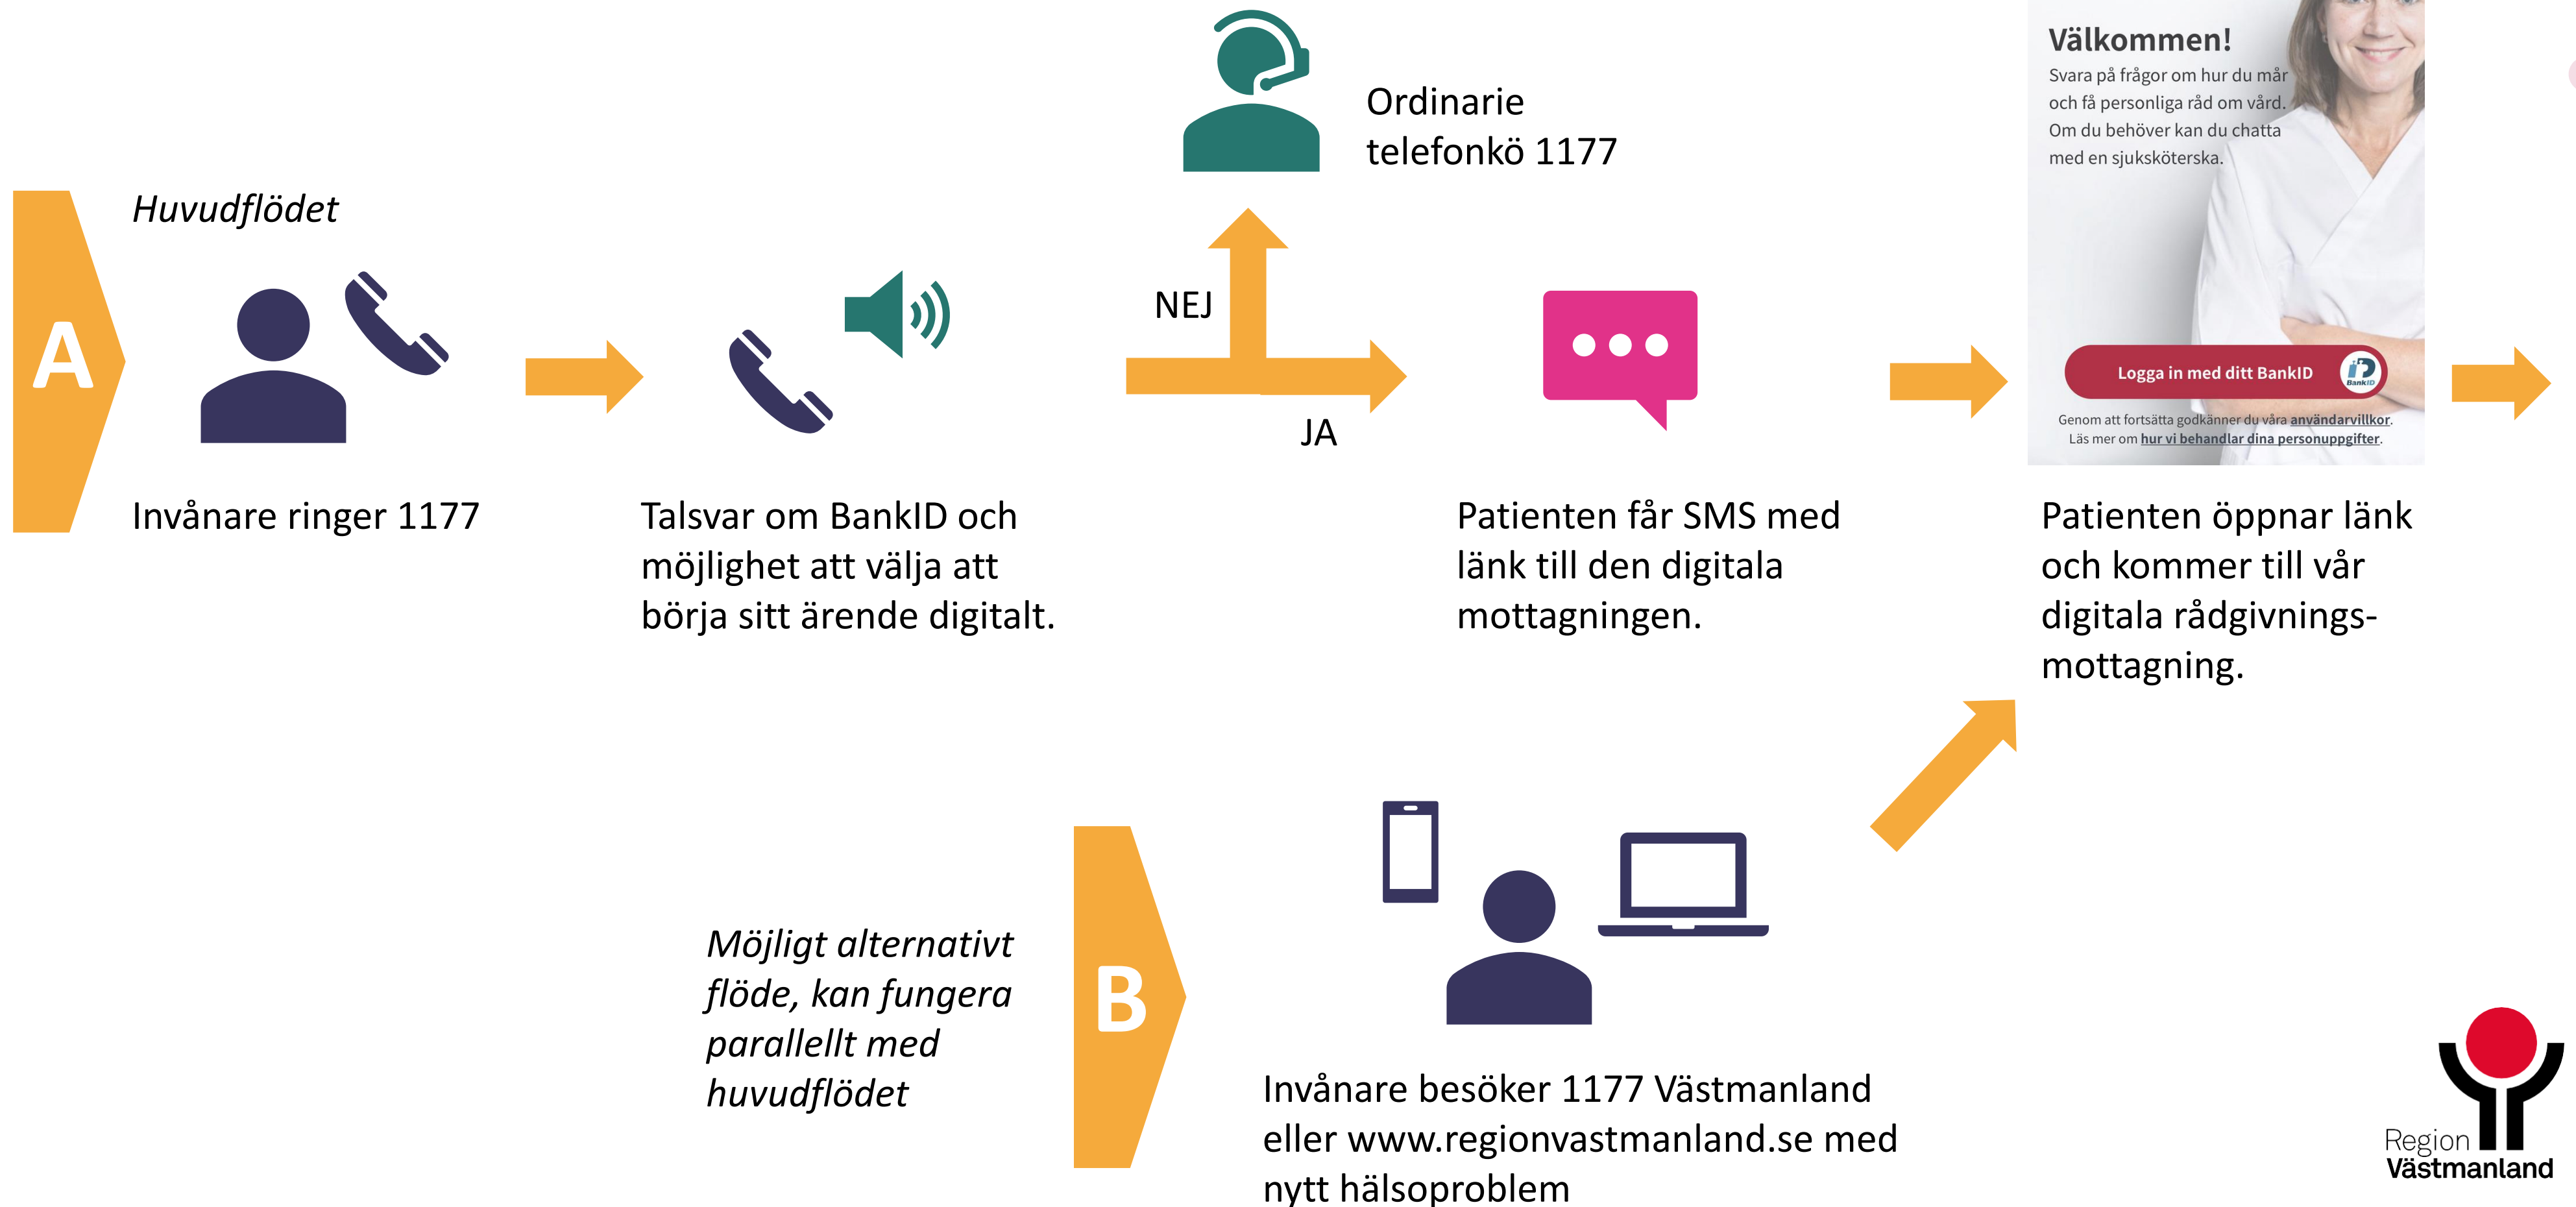 A
Huvudflödet
Invånare ringer 1177
Talsvar om BankID och
möjlighet att välja att
börja sitt ärende digitalt.
NEJ
JA
Ordinarie
telefonkö 1177
Patienten får SMS med
länk till den digitala
mottagningen.
Välkommen!
Svara på frågor om hur du mår
och få personliga råd om vård.
Om du behöver kan du chatta
med en sjuksköterska.
Logga in med ditt BankID
BankID
Genom att fortsätta godkänner du våra användarvillkor.
Läs mer om hur vi behandlar dina personuppgifter.
Patienten öppnar länk
och kommer till vår
digitala rådgivnings-
mottagning.
Möjligt alternativt
flöde, kan fungera
parallellt med
huvudflödet
B
Invånare besöker 1177 Västmanland
eller www.regionvastmanland.se med
nytt hälsoproblem
Region
Västmanland